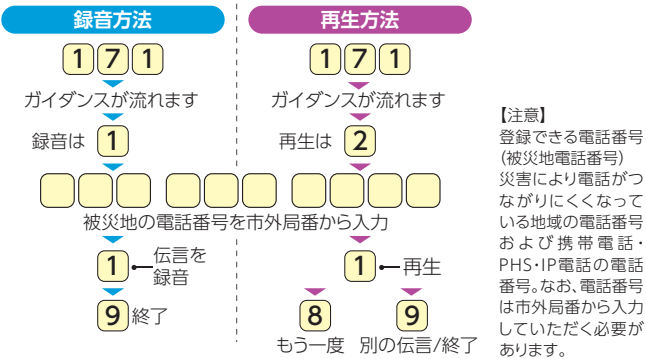 録音方法
再生方法
1 7 1
1 7 1
ガイダンスが流れます
ガイダンスが流れます
録音は 1
再生は 2
被災地の電話番号を市外局番から入力
1 伝言を
録音
1 再生
9 終了
8
9
もう一度
別の伝言/終了
【注意】
登録できる電話番号
(被災地電話番号)
災害により電話がつ
ながりにくくなって
いる地域の電話番号
および携帯電話・
PHS・IP電話の電話
番号。なお、電話番号
は市外局番から入力
していただく必要が
あります。